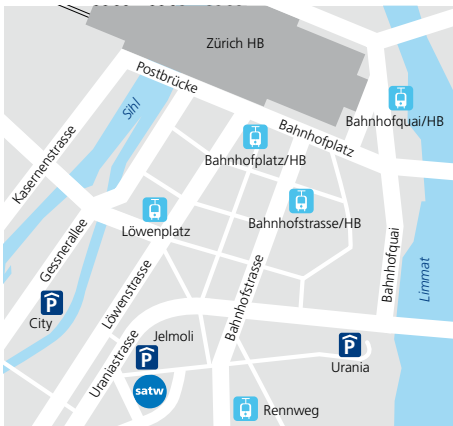 Zürich HB
Postbrücke
Sihl
Bahnhofquai/HB
Bahnhofplatz
Bahnhofplatz/HB
Kasernenstrasse
Löwenplatz
Bahnhofstrasse/HB
Gessnerallee
Löwenstrasse
Bahnhofstrasse
Bahnhofquai
Limmat
P
City
Uraniastrasse
Jelmoli
P
P
Urania
satw
Rennweg